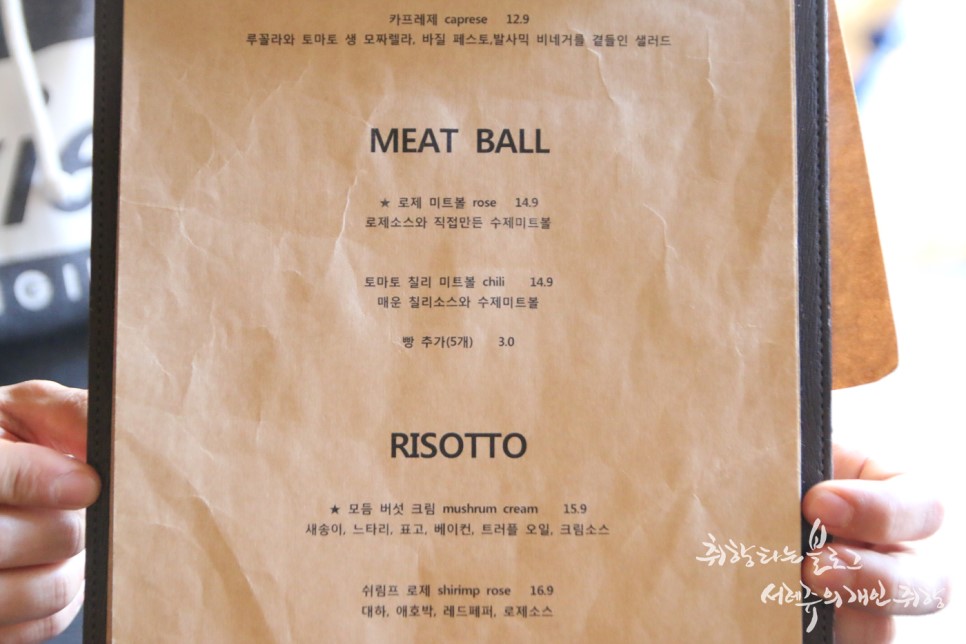 카프레제 caprese 12.9
루꼴라와 토마토 생 모짜렐라, 바질 페스토,발사믹 비네거를 곁들인 샐러드
MEAT BALL
★ 로제 미트볼 rose 14.9
로제소스와 직접만든 수제미트볼
토마토 칠리 미트볼 chili 14.9
매운 칠리소스와 수제미트볼
빵 추가(5개) 3.0
RISOTTO
★ 모듬 버섯 크림 mushrum cream 15.9
새송이, 느타리, 표고, 베이컨, 트러플 오일, 크림소스
쉬림프 로제 shirimp rose 16.9
대하, 애호박, 레드페퍼, 로제소스
취향타는 블로그
서레쥬의 개인취향